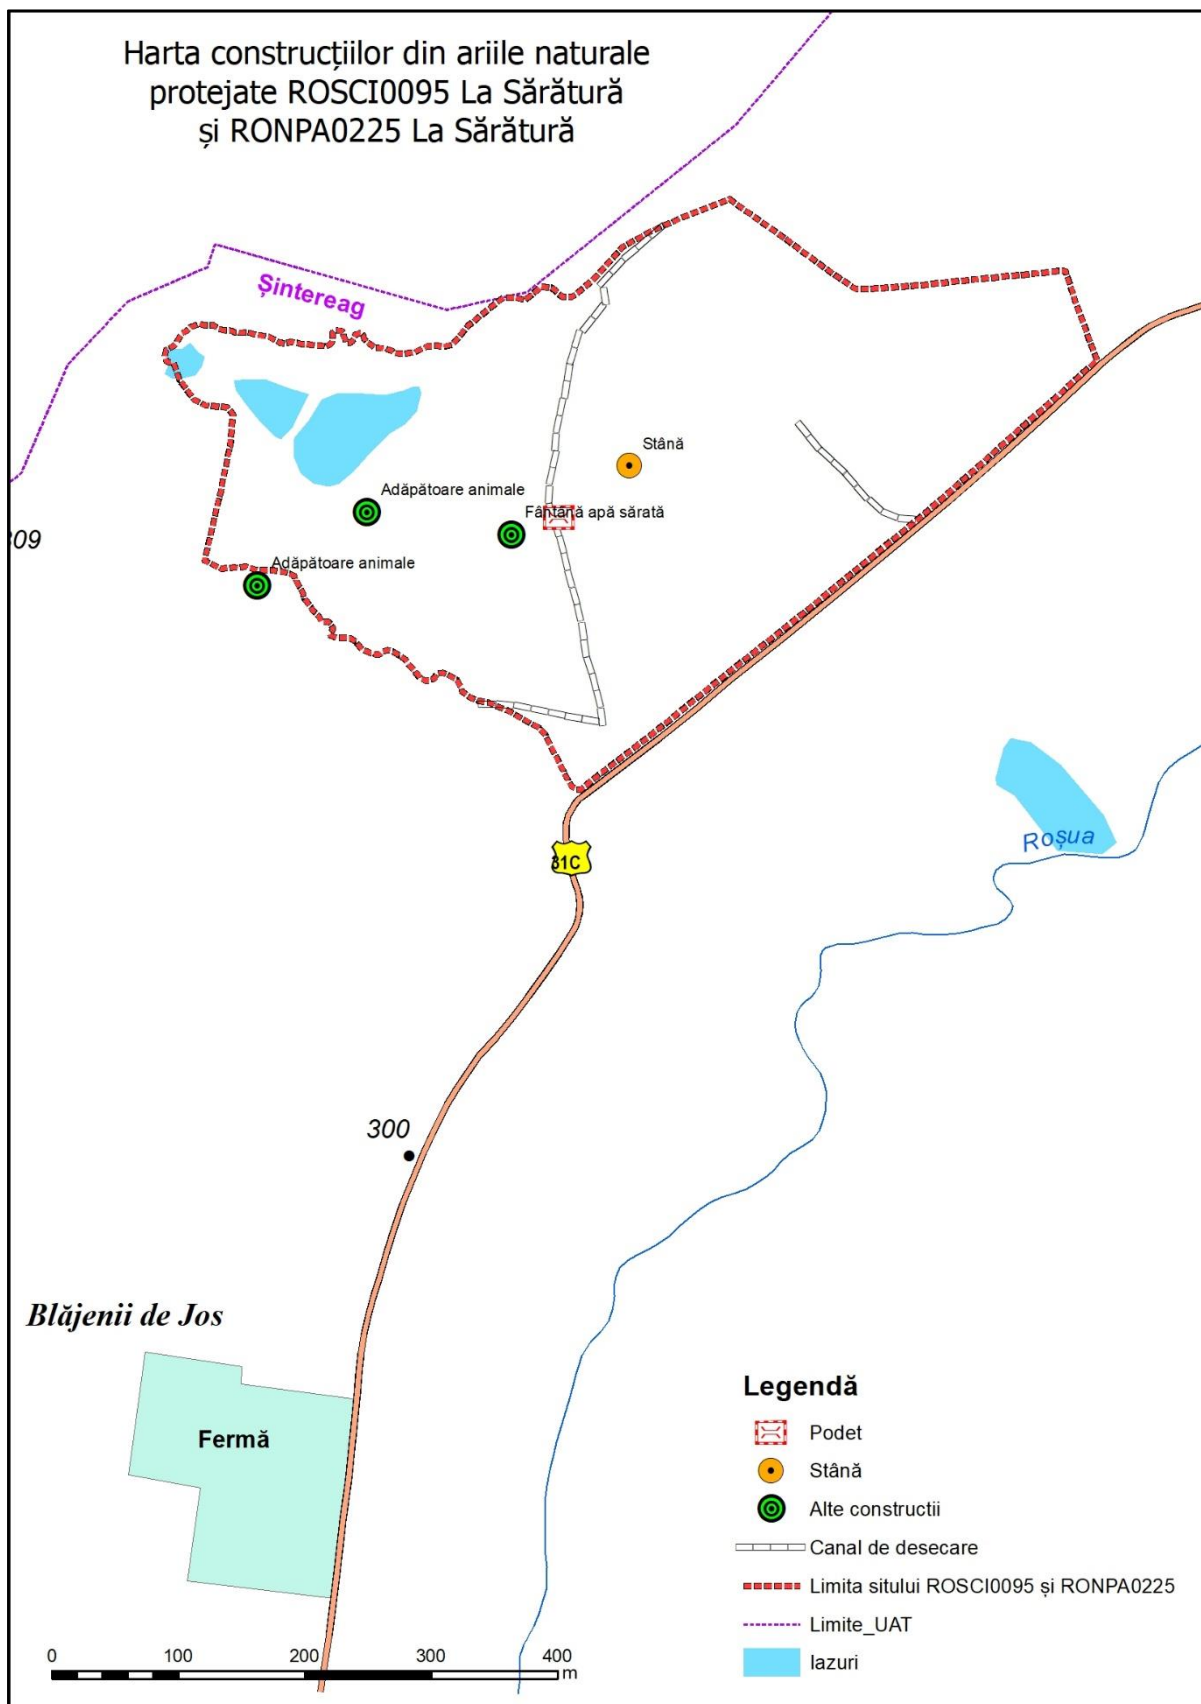 Harta construcțiilor din ariile naturale
protejate ROSCI0095 La Sărătură
și RONPA0225 La Sărătură
Șintereag
Stână
Adăpătoare animale
Fântână apă sărată
309
Adăpătoare animale
Roșua
31C
300
Blăjenii de Jos
Fermă
Legendă
Podet
Stână
Alte constructii
Canal de desecare
Limita sitului ROSCI0095 și RONPA0225
Limite_UAT
Iazuri
0 100 200 300 400
m